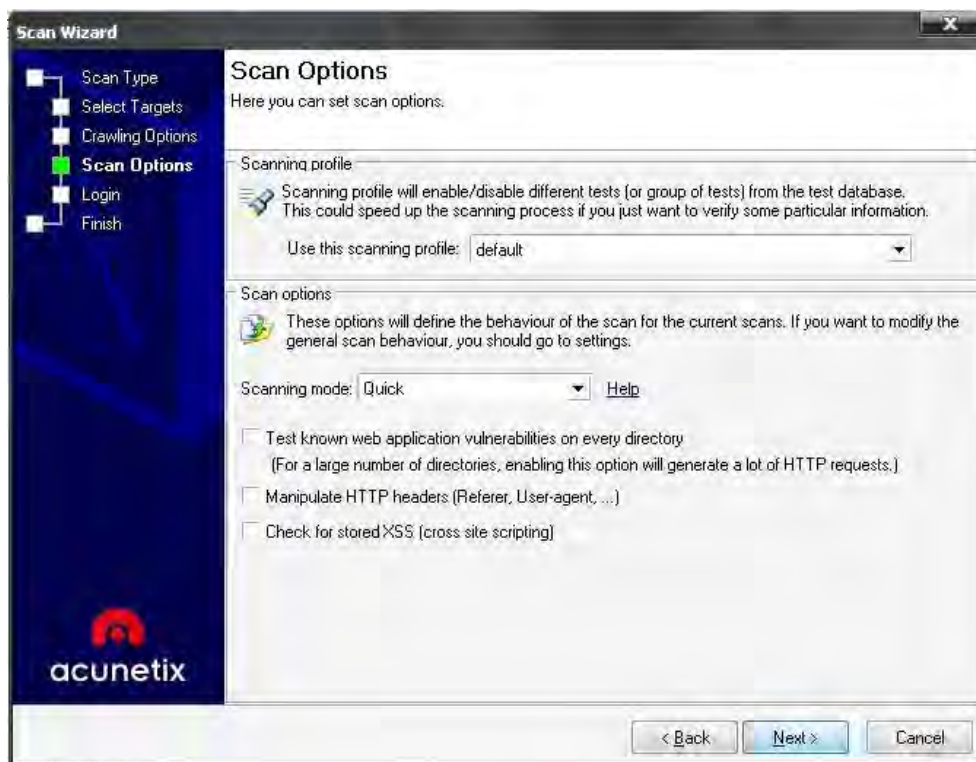 Scan Wizard
X
Scan Type
Select Targets
Crawling Options
Scan Options
Login
Finish
acunetix
Scan Options
Here you can set scan options.
Scanning profile
Scanning profile will enable/disable different tests (or group of tests) from the test database.
This could speed up the scanning process if you just want to verify some particular information.
Use this scanning profile: default
Scan options
These options will define the behaviour of the scan for the current scans. If you want to modify the
general scan behaviour, you should go to settings.
Scanning mode: Quick Help
Test known web application vulnerabilities on every directory
(For a large number of directories, enabling this option will generate a lot of HTTP requests.)
Manipulate HTTP headers (Referer, User-agent, ...)
Check for stored XSS (cross site scripting)
< Back Next > Cancel